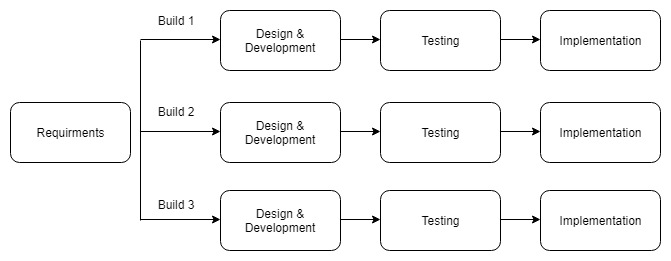 Build 1
Design &
Development
Testing
Implementation
Requirments
Build 2
Design &
Development
Testing
Implementation
Build 3
Design &
Development
Testing
Implementation